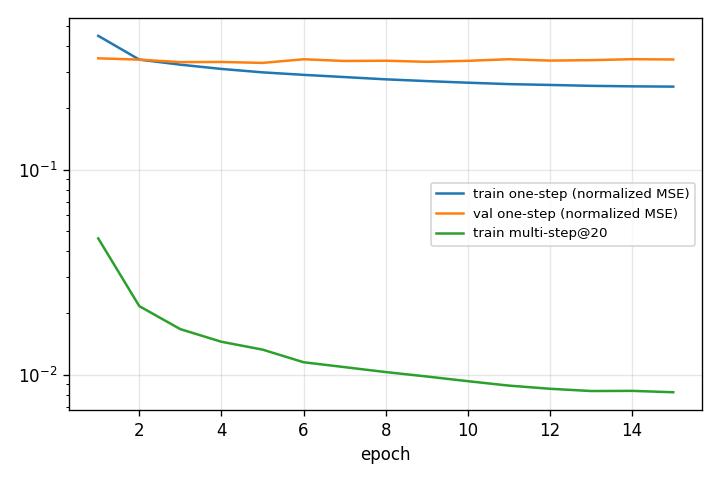 10⁻¹
10⁻²
train one-step (normalized MSE)
val one-step (normalized MSE)
train multi-step@20
2 4 6 8 10 12 14
epoch